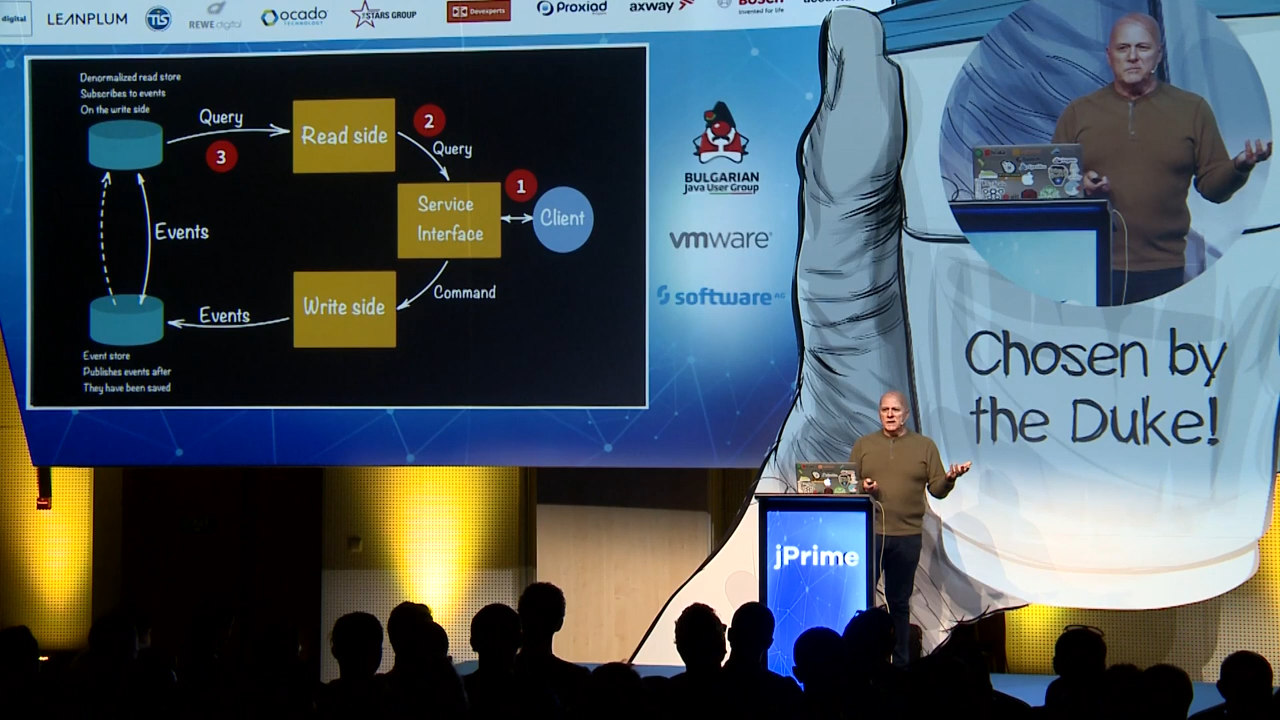 digital
LEANPLUM
TIS
REWE digital
ocado
TECHNOLOGY
STARS GROUP
Devexperts
Proxiad
axway
BOSCH
Invented for life
Denormalized read store
Subscribes to events
On the write side
Query
3
Read side
2
Query
1
Service
Interface
Client
Events
Events
Write side
Command
Event store
Publishes events after
They have been saved
BULGARIAN
Java User Group
vmware®
software AG
Chosen by
the Duke!
jPrime